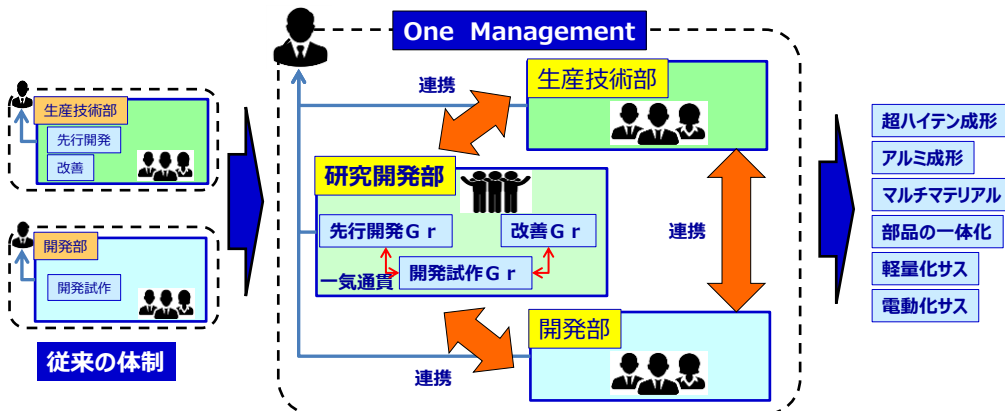 生産技術部
先行開発
改善
開発部
開発試作
従来の体制
One Management
連携
生産技術部
研究開発部
先行開発Ｇｒ
改善Ｇｒ
一気通貫
開発試作Ｇｒ
連携
開発部
連携
超ハイテン成形
アルミ成形
マルチマテリアル
部品の一体化
軽量化サス
電動化サス